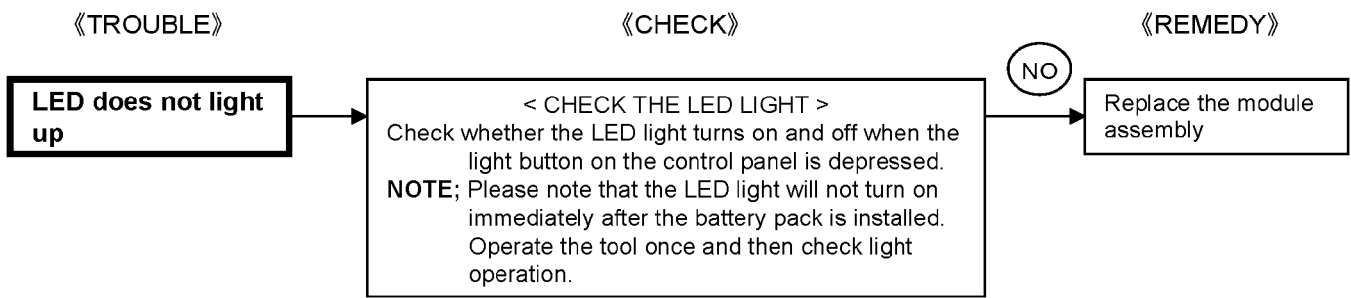 《TROUBLE》
《CHECK》
《REMEDY》
LED does not light
up
< CHECK THE LED LIGHT >
Check whether the LED light turns on and off when the
light button on the control panel is depressed.
NOTE; Please note that the LED light will not turn on
immediately after the battery pack is installed.
Operate the tool once and then check light
operation.
NO
Replace the module
assembly